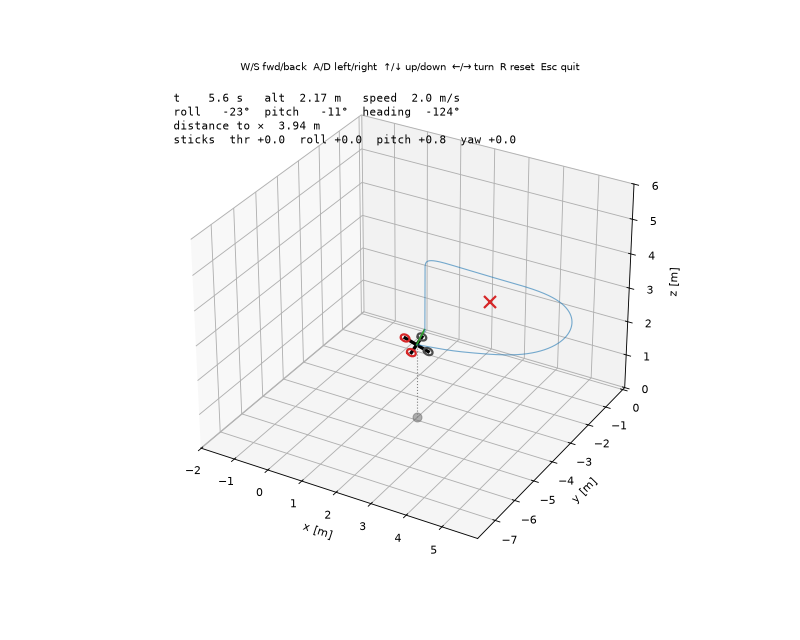 W/S fwd/back  A/D left/right  ↑/↓ up/down  ←/→ turn  R reset  Esc quit
t    5.6 s   alt  2.17 m   speed  2.0 m/s
roll   -23°  pitch   -11°  heading  -124°
distance to ×  3.94 m
sticks  thr +0.0  roll +0.0  pitch +0.8  yaw +0.0
6
5
4
3
2
1
0
z [m]
0
−1
−2
−3
−4
−5
−6
−7
y [m]
−2
−1
0
1
2
3
4
5
x [m]